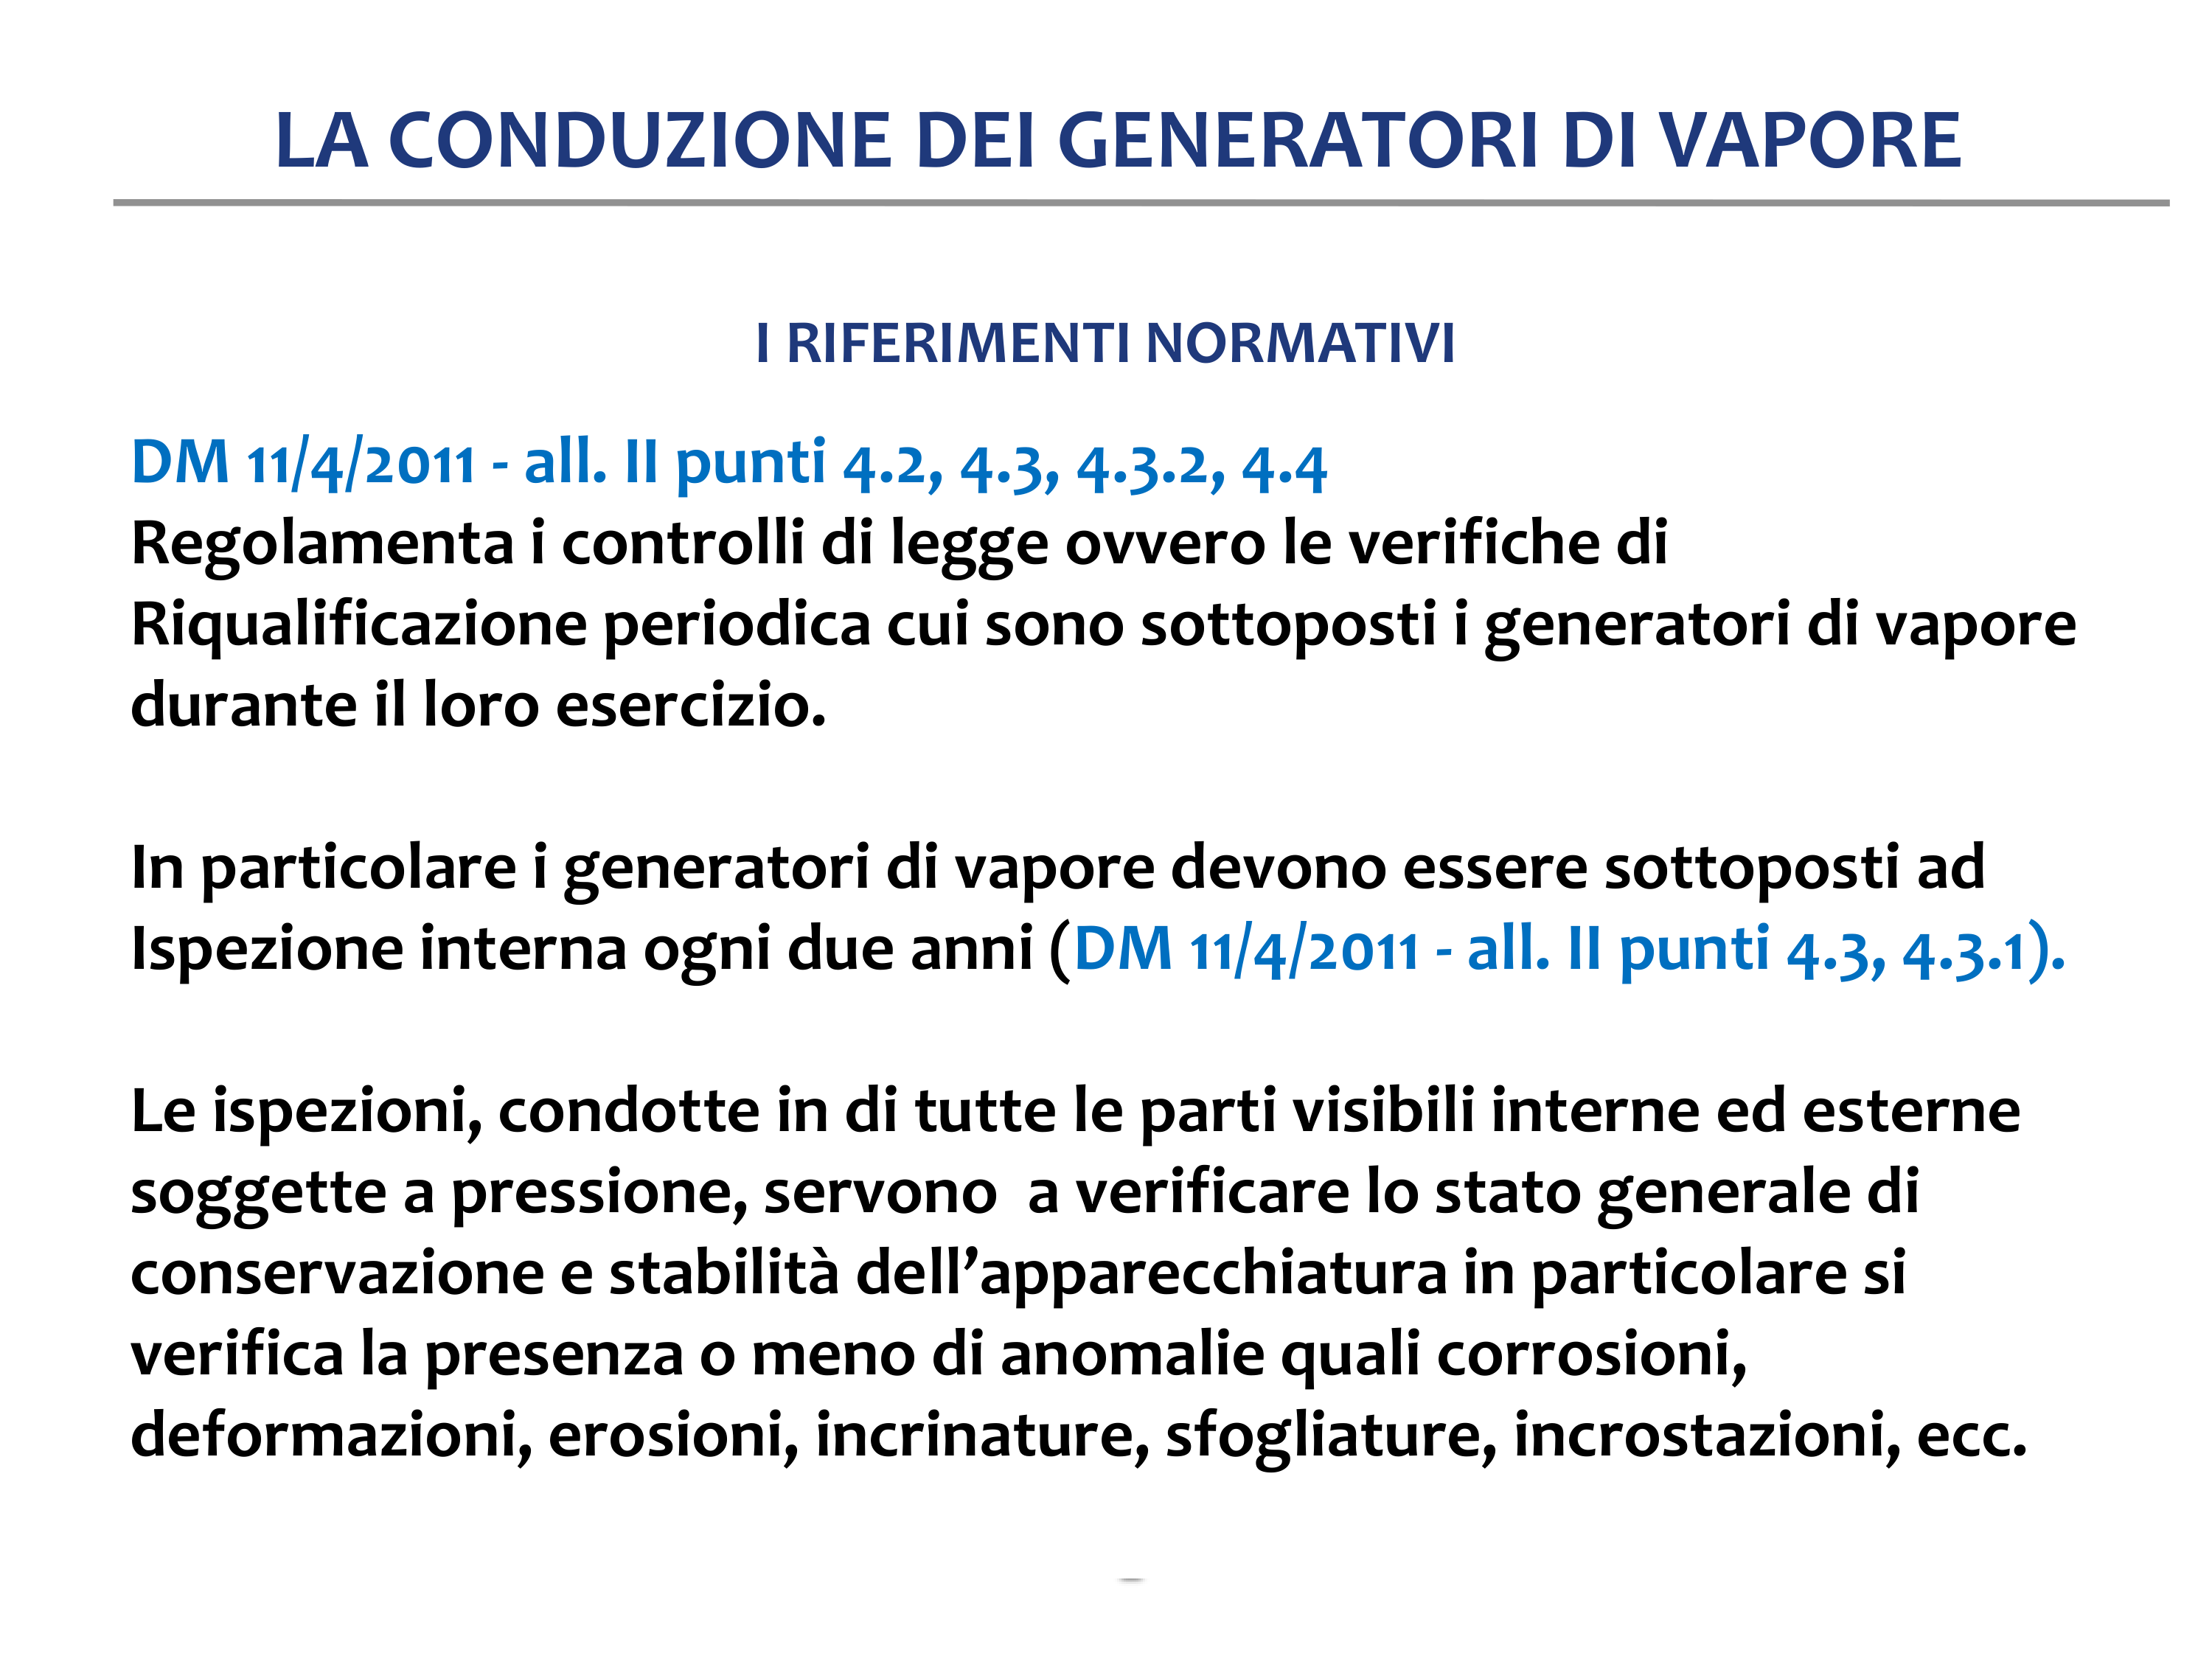 LA CONDUZIONE DEI GENERATORI DI VAPORE
I RIFERIMENTI NORMATIVI
DM 11/4/2011 - all. II punti 4.2, 4.3, 4.3.2, 4.4
Regolamenta i controlli di legge ovvero le verifiche di
Riqualificazione periodica cui sono sottoposti i generatori di vapore
durante il loro esercizio.
In particolare i generatori di vapore devono essere sottoposti ad
Ispezione interna ogni due anni (DM 11/4/2011 - all. II punti 4.3, 4.3.1).
Le ispezioni, condotte in di tutte le parti visibili interne ed esterne
soggette a pressione, servono  a verificare lo stato generale di
conservazione e stabilità dell’apparecchiatura in particolare si
verifica la presenza o meno di anomalie quali corrosioni,
deformazioni, erosioni, incrinature, sfogliature, incrostazioni, ecc.